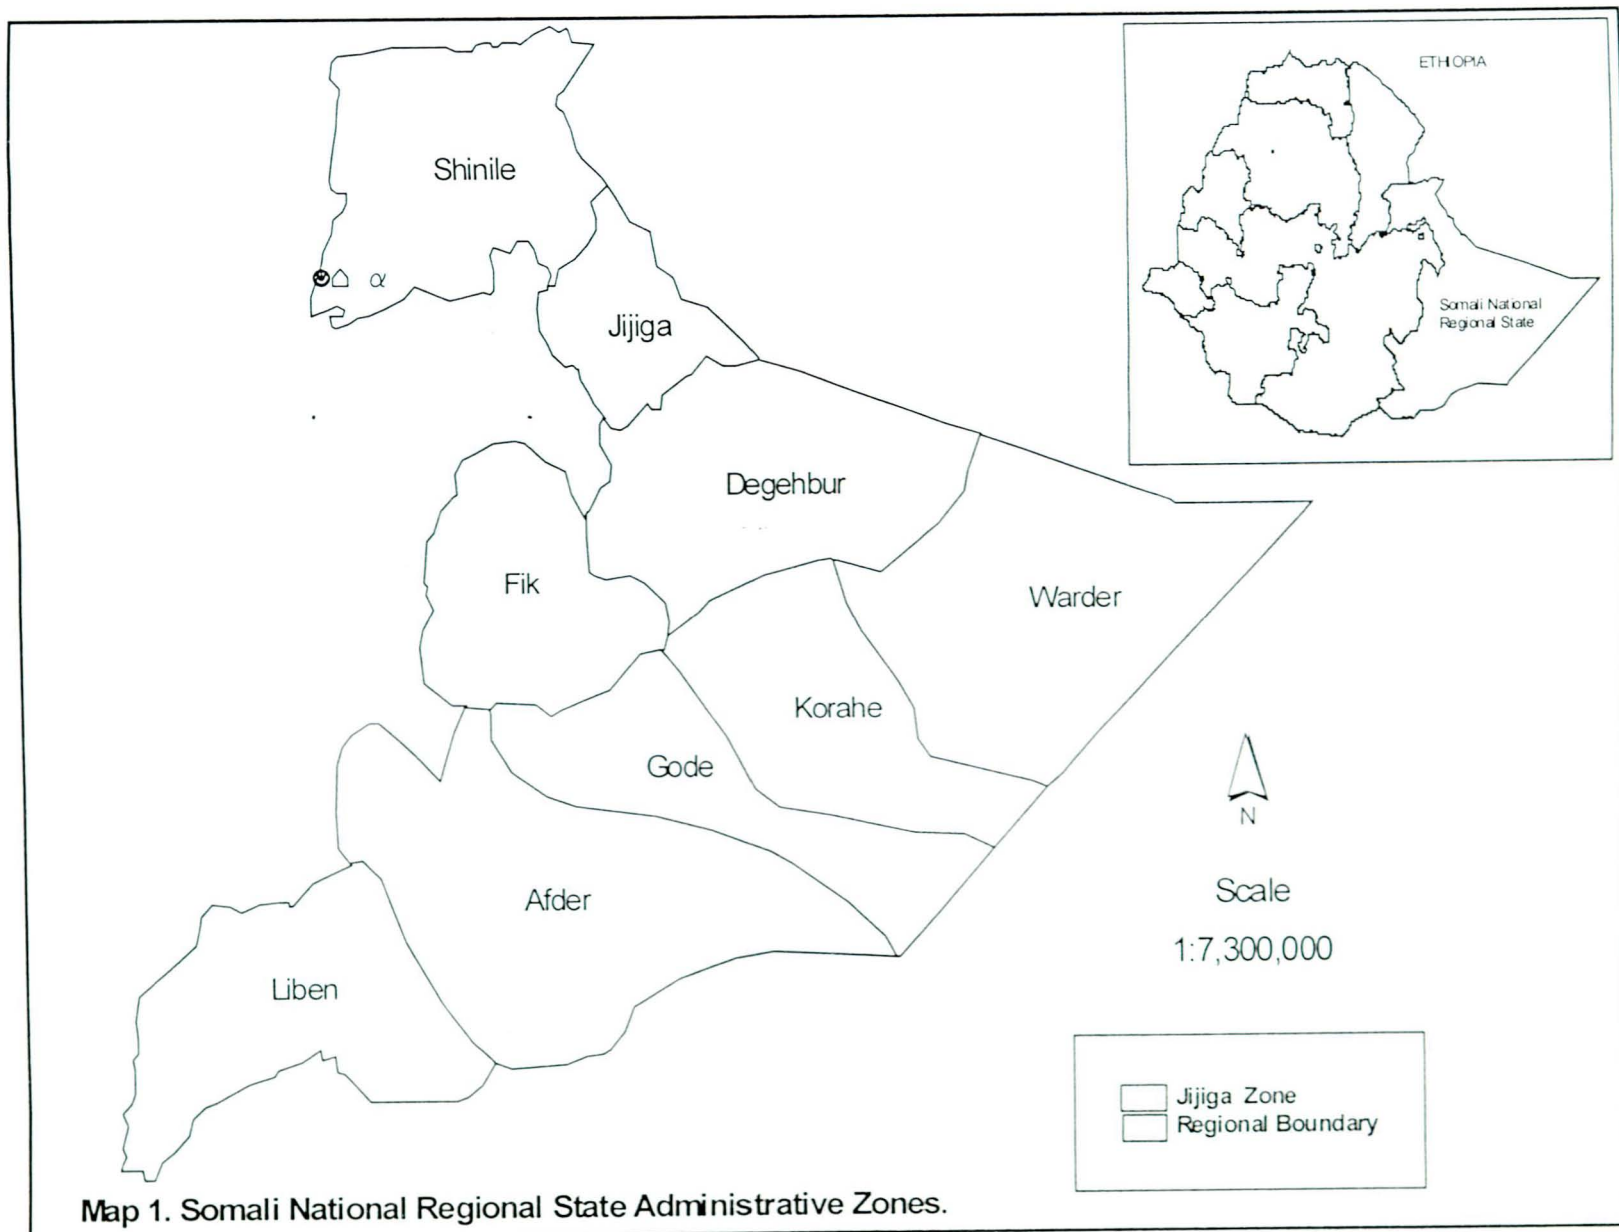 ETHIOPIA
Shinile
α
Somali National
Regional State
Jijiga
Degehbur
Fik
Warder
Korahe
Gode
N
Afder
Scale
1:7,300,000
Liben
Jijiga Zone
Regional Boundary
Map 1. Somali National Regional State Administrative Zones.